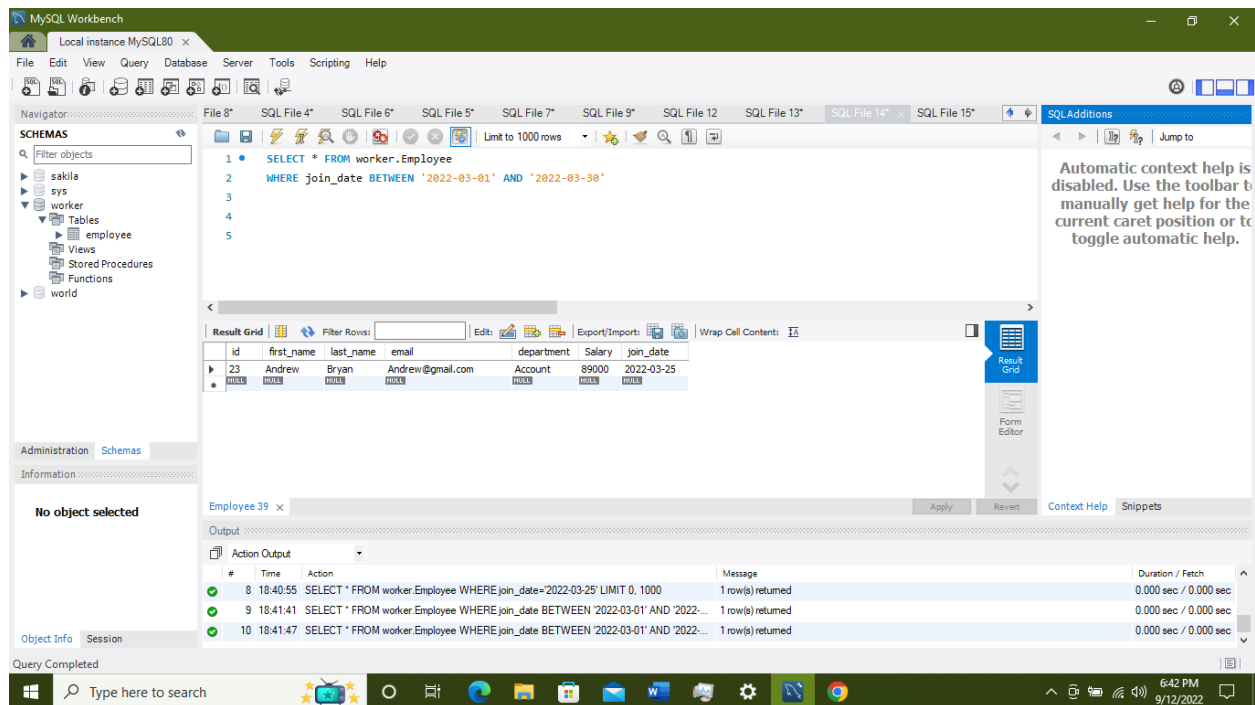 MySQL Workbench
Local instance MySQL80
File Edit View Query Database Server Tools Scripting Help
Navigator
SCHEMAS
Filter objects
sakila
sys
worker
Tables
employee
Views
Stored Procedures
Functions
world
Administration Schemas
Information
No object selected
Object Info Session
File 8* SQL File 4* SQL File 6* SQL File 5* SQL File 7* SQL File 9* SQL File 12 SQL File 13* SQL File 14* SQL File 15*
Limit to 1000 rows
1 SELECT * FROM worker.Employee
2 WHERE join_date BETWEEN '2022-03-01' AND '2022-03-30'
3
4
5
Result Grid Filter Rows: Edit: Export/Import: Wrap Cell Content:
id first_name last_name email department Salary join_date
23 Andrew Bryan Andrew@gmail.com Account 89000 2022-03-25
NULL NULL NULL NULL NULL NULL NULL
Result Grid
Form Editor
Employee 39
Apply Revert
SQLAdditions
Jump to
Automatic context help is
disabled. Use the toolbar t
manually get help for the
current caret position or to
toggle automatic help.
Context Help Snippets
Output
Action Output
# Time Action Message Duration / Fetch
8 18:40:55 SELECT * FROM worker.Employee WHERE join_date='2022-03-25' LIMIT 0, 1000 1 row(s) returned 0.000 sec / 0.000 sec
9 18:41:41 SELECT * FROM worker.Employee WHERE join_date BETWEEN '2022-03-01' AND '2022-... 1 row(s) returned 0.000 sec / 0.000 sec
10 18:41:47 SELECT * FROM worker.Employee WHERE join_date BETWEEN '2022-03-01' AND '2022-... 1 row(s) returned 0.000 sec / 0.000 sec
Query Completed
Type here to search
6:42 PM
9/12/2022